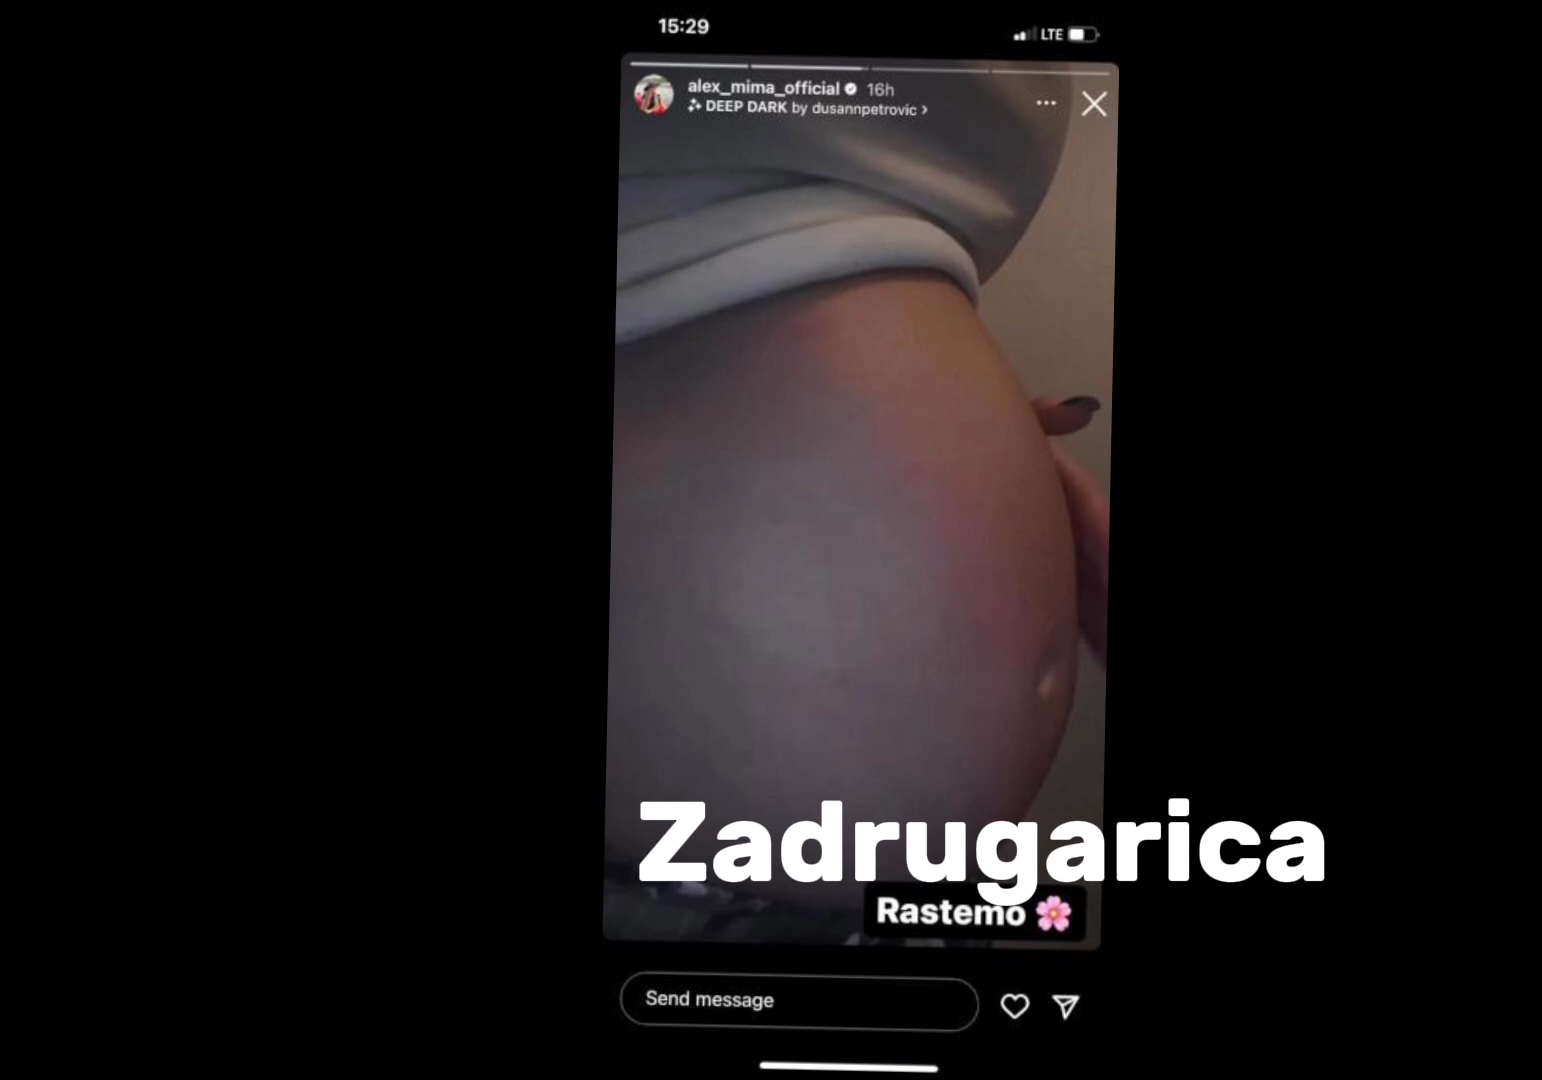 15:29
LTE
alex_mima_official 16h
DEEP DARK by dusannpetrovic >
Zadrugarica
Rastemo 🌸
Send message